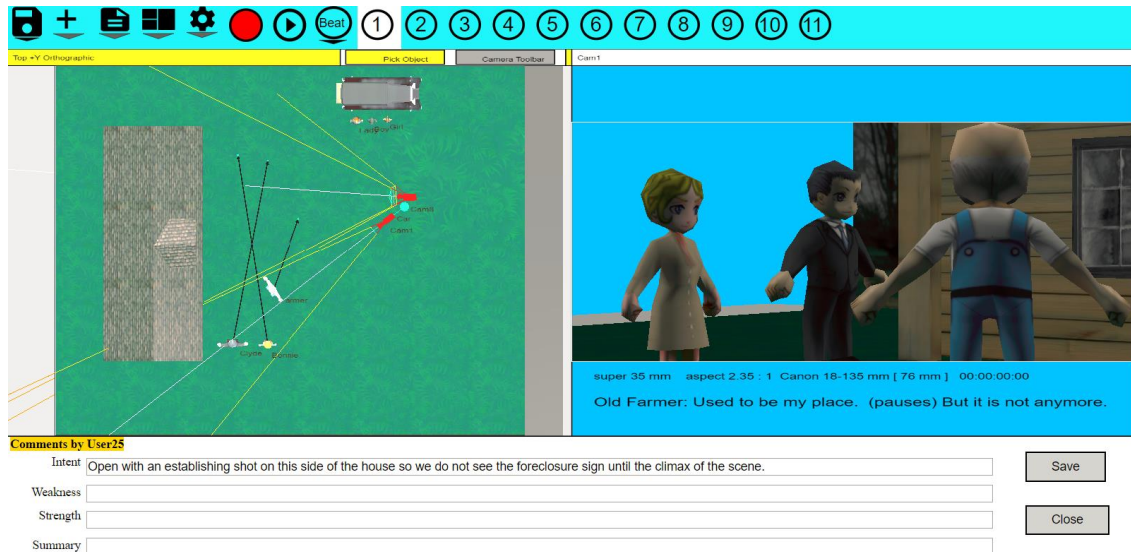 Beat 1 2 3 4 5 6 7 8 9 10 11
Top +Y Orthographic
Pick Object
Camera Toolbar
Cam1
Girl
Car
Cam1
Clyde
Bonnie
super 35 mm aspect 2.35 : 1 Canon 18-135 mm [ 76 mm ] 00:00:00:00
Old Farmer: Used to be my place. (pauses) But it is not anymore.
Comments by User25
Intent Open with an establishing shot on this side of the house so we do not see the foreclosure sign until the climax of the scene.
Save
Weakness
Strength
Close
Summary